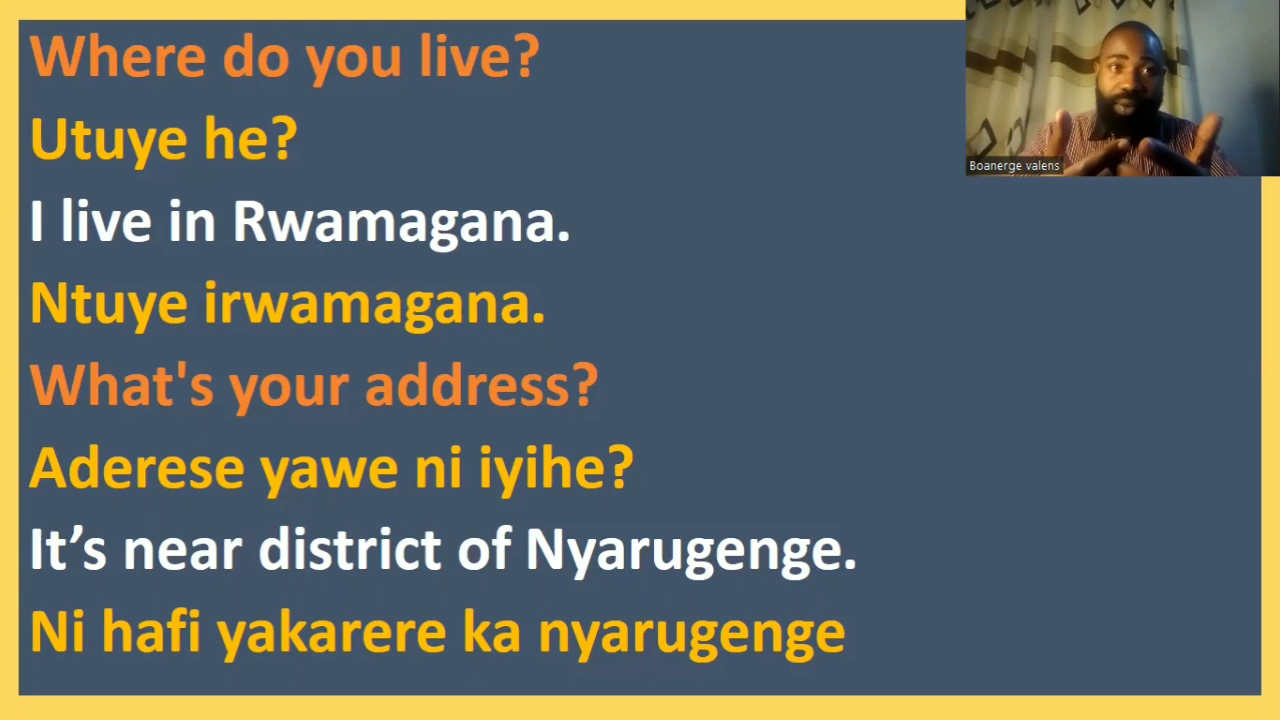 Where do you live?
Utuye he?
I live in Rwamagana.
Ntuye irwamagana.
What's your address?
Aderese yawe ni iyihe?
It’s near district of Nyarugenge.
Ni hafi yakarere ka nyarugenge
Boanerge valens